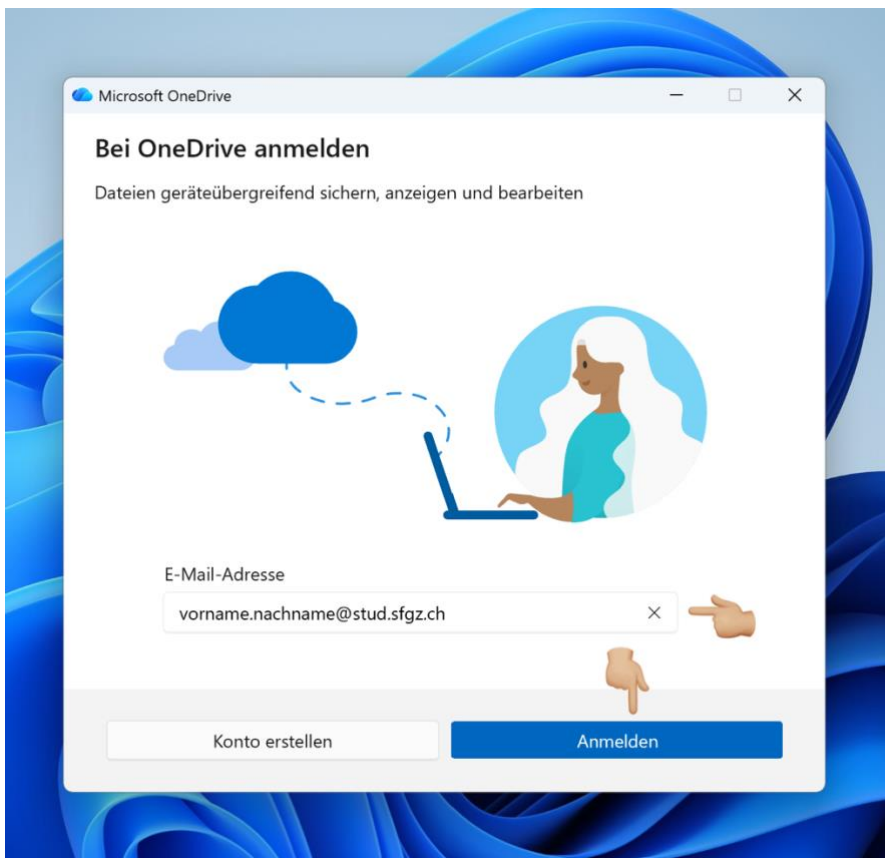 Microsoft OneDrive
Bei OneDrive anmelden
Dateien geräteübergreifend sichern, anzeigen und bearbeiten
E-Mail-Adresse
vorname.nachname@stud.sfgz.ch
Konto erstellen
Anmelden